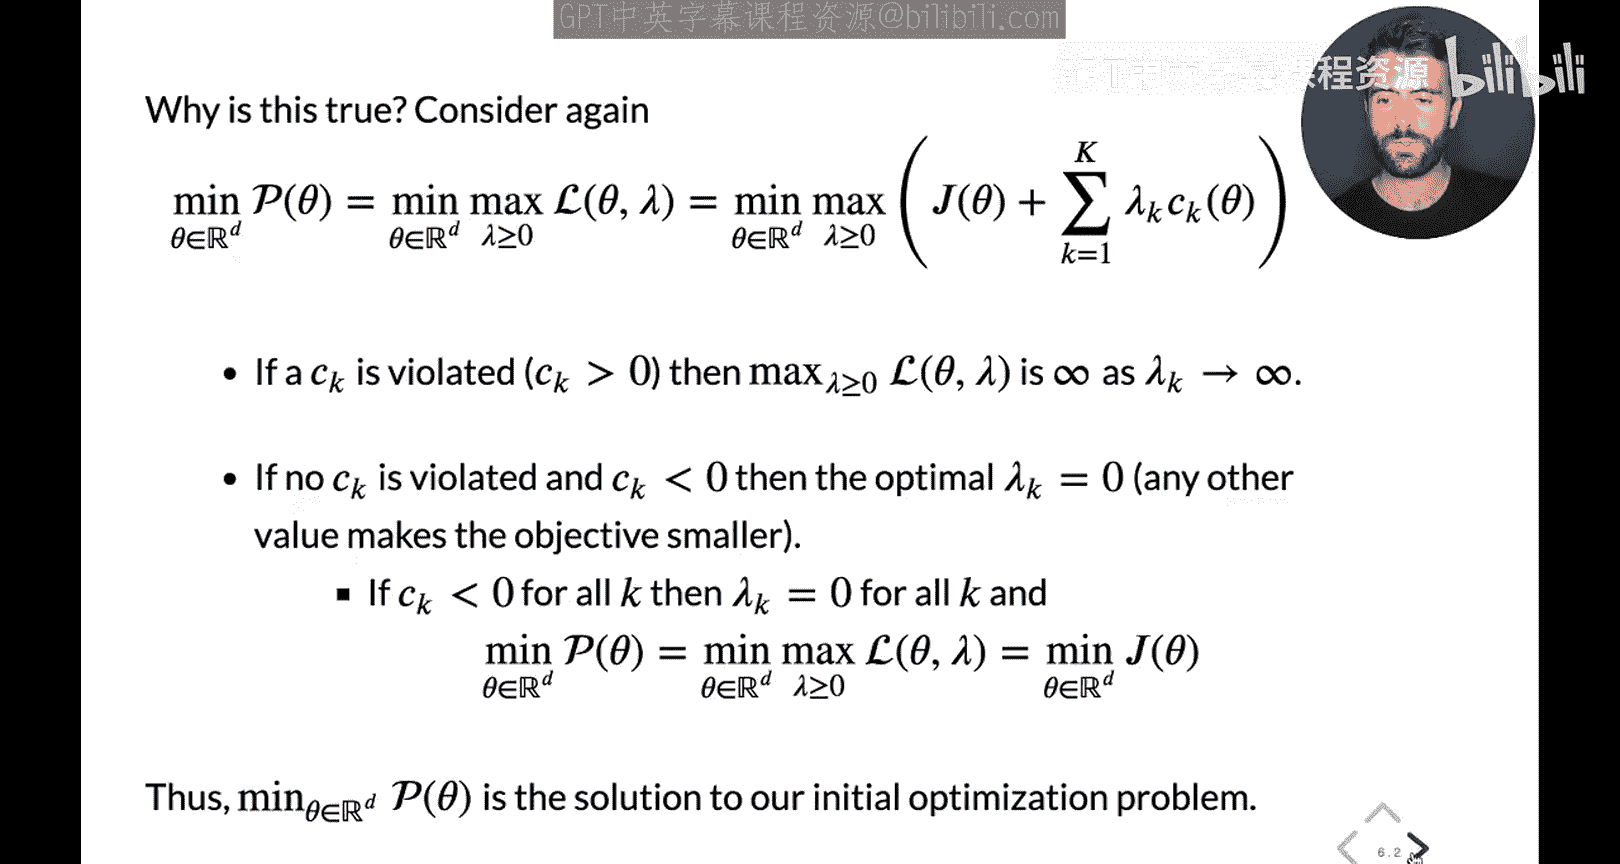 GPT中英字幕课程资源@bilibili.com
课程资源 bilibili
Why is this true? Consider again
min_{θ∈ℝ^d} 𝒫(θ) = min_{θ∈ℝ^d} max_{λ≥0} ℒ(θ, λ) = min_{θ∈ℝ^d} max_{λ≥0} ( J(θ) + ∑_{k=1}^{K} λ_k c_k(θ) )
• If a c_k is violated (c_k > 0) then max_{λ≥0} ℒ(θ, λ) is ∞ as λ_k → ∞.
• If no c_k is violated and c_k < 0 then the optimal λ_k = 0 (any other
value makes the objective smaller).
▪ If c_k < 0 for all k then λ_k = 0 for all k and
min_{θ∈ℝ^d} 𝒫(θ) = min_{θ∈ℝ^d} max_{λ≥0} ℒ(θ, λ) = min_{θ∈ℝ^d} J(θ)
Thus, min_{θ∈ℝ^d} 𝒫(θ) is the solution to our initial optimization problem.
6.2